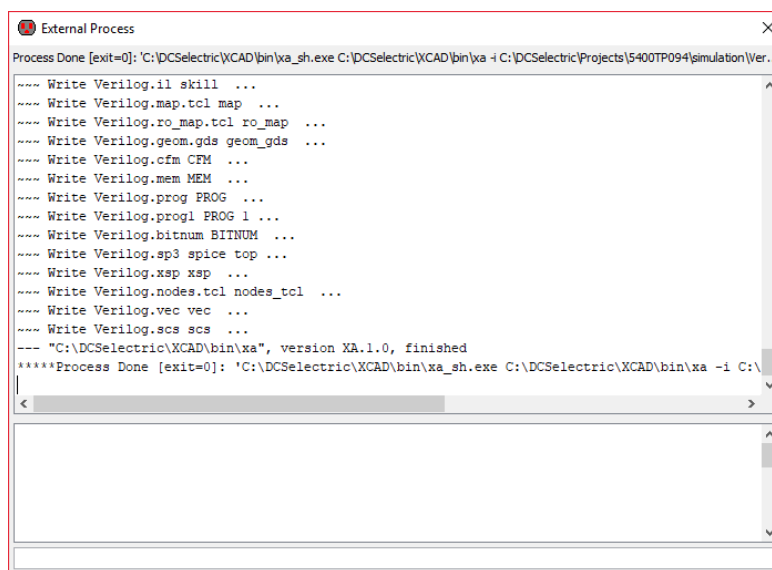 External Process
Process Done [exit=0]: 'C:\DCSelectric\XCAD\bin\xa_sh.exe C:\DCSelectric\XCAD\bin\xa -i C:\DCSelectric\Projects\5400TP094\simulation\Ver...
~~~ Write Verilog.il skill ...
~~~ Write Verilog.map.tcl map ...
~~~ Write Verilog.ro_map.tcl ro_map ...
~~~ Write Verilog.geom.gds geom_gds ...
~~~ Write Verilog.cfm CFM ...
~~~ Write Verilog.mem MEM ...
~~~ Write Verilog.prog PROG ...
~~~ Write Verilog.prog1 PROG 1 ...
~~~ Write Verilog.bitnum BITNUM ...
~~~ Write Verilog.sp3 spice top ...
~~~ Write Verilog.xsp xsp ...
~~~ Write Verilog.nodes.tcl nodes_tcl ...
~~~ Write Verilog.vec vec ...
~~~ Write Verilog.scs scs ...
--- "C:\DCSelectric\XCAD\bin\xa", version XA.1.0, finished
*****Process Done [exit=0]: 'C:\DCSelectric\XCAD\bin\xa_sh.exe C:\DCSelectric\XCAD\bin\xa -i C:\